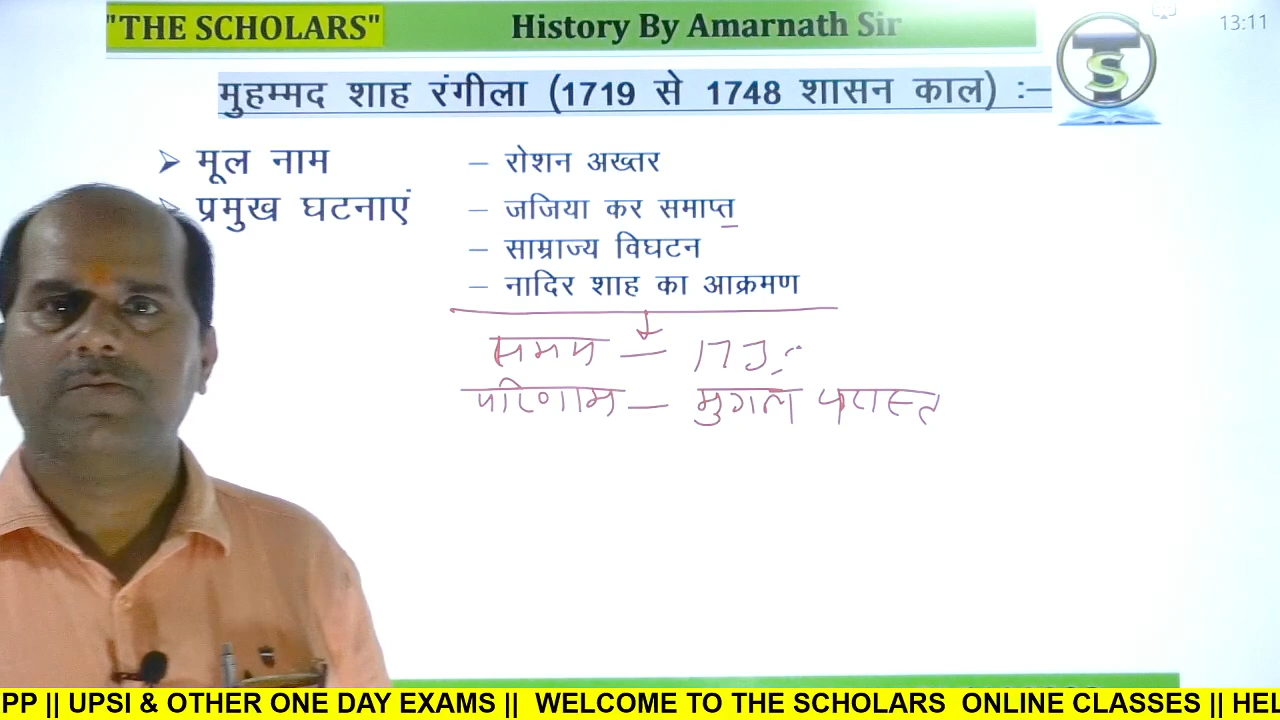 "THE SCHOLARS" History By Amarnath Sir
13:11
TS
मुहम्मद शाह रंगीला (1719 से 1748 शासन काल) :–
➢ मूल नाम – रोशन अख्तर
➢ प्रमुख घटनाएं – जजिया कर समाप्त
– साम्राज्य विघटन
– नादिर शाह का आक्रमण
समय –
परिणाम – मुगल परास्त
PP || UPSI & OTHER ONE DAY EXAMS || WELCOME TO THE SCHOLARS ONLINE CLASSES || HEL